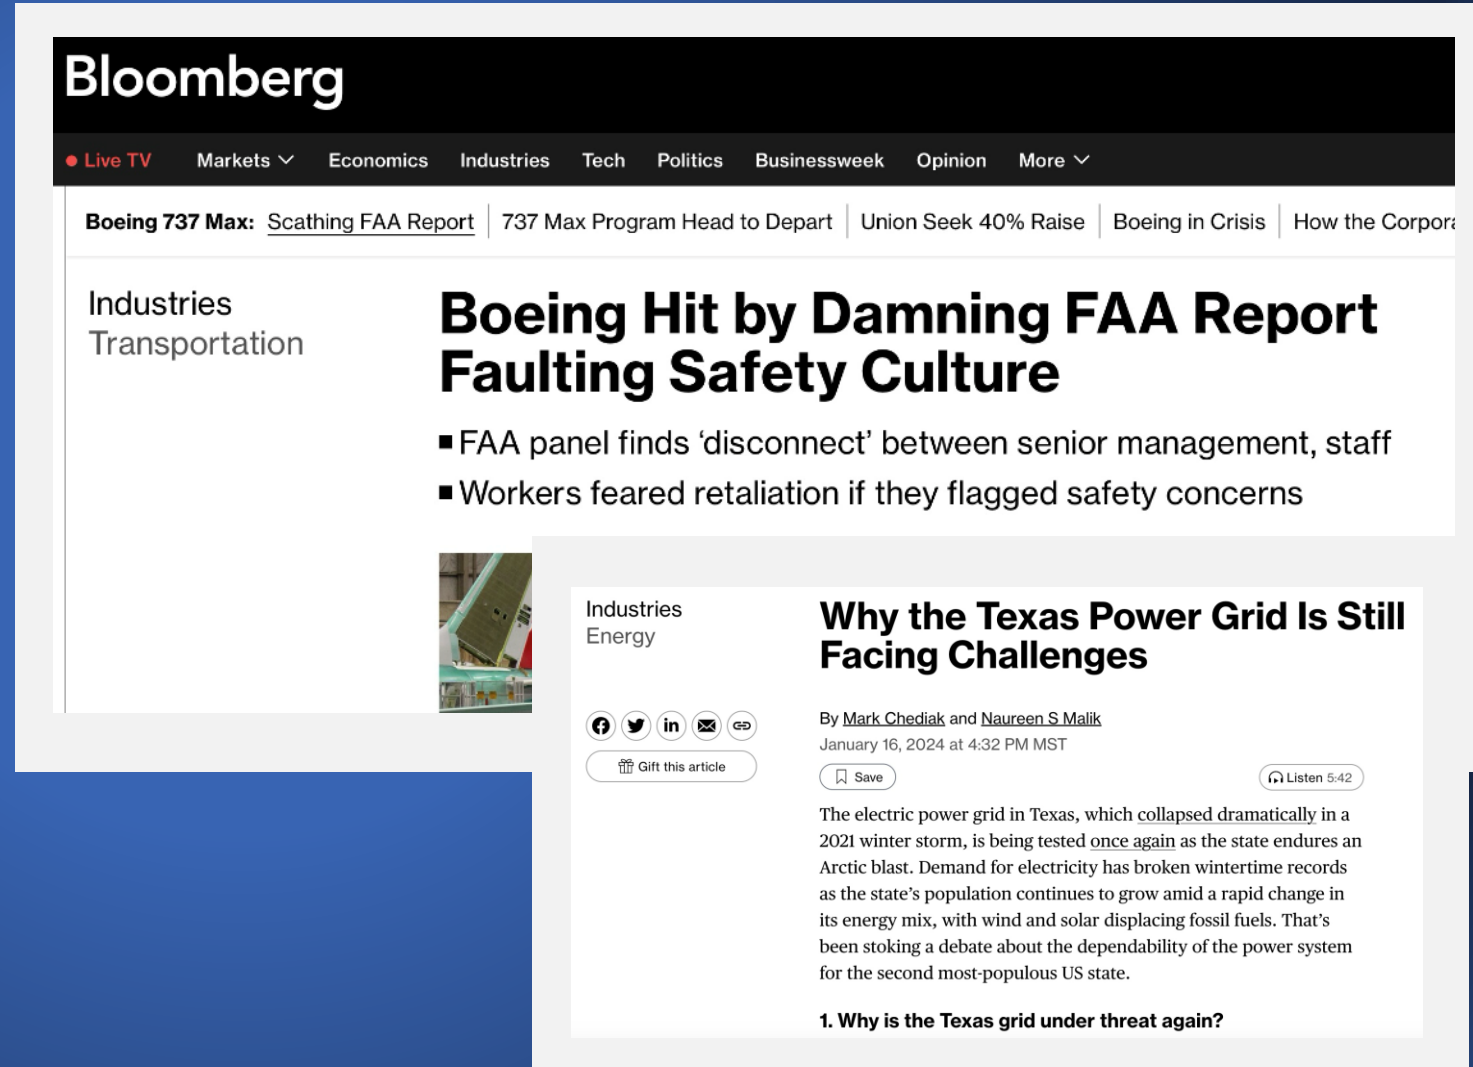 Bloomberg
Live TV Markets Economics Industries Tech Politics Businessweek Opinion More
Boeing 737 Max: Scathing FAA Report 737 Max Program Head to Depart Union Seek 40% Raise Boeing in Crisis How the
Industries
Transportation
Boeing Hit by Damning FAA Report
Faulting Safety Culture
FAA panel finds ‘disconnect’ between senior management, staff
Workers feared retaliation if they flagged safety concerns
Industries
Energy
Gift this article
Why the Texas Power Grid Is Still
Facing Challenges
By Mark Chediak and Naureen S Malik
January 16, 2024 at 4:32 PM MST
Save
Listen 5:42
The electric power grid in Texas, which collapsed dramatically in a
2021 winter storm, is being tested once again as the state endures an
Arctic blast. Demand for electricity has broken wintertime records
as the state’s population continues to grow amid a rapid change in
its energy mix, with wind and solar displacing fossil fuels. That’s
been stoking a debate about the dependability of the power system
for the second most-populous US state.
1. Why is the Texas grid under threat again?